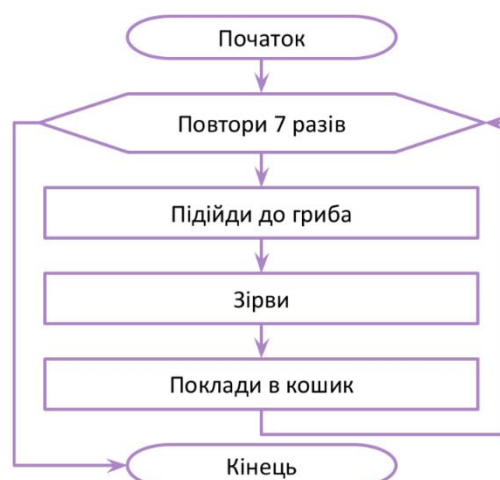 Початок
Повтори 7 разів
Підійди до гриба
Зірви
Поклади в кошик
Кінець